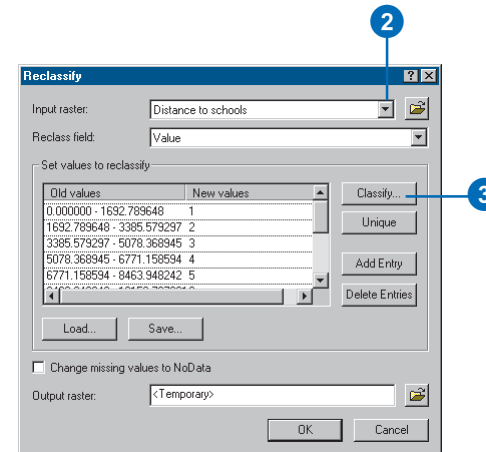 2
Reclassify
Input raster: Distance to schools
Reclass field: Value
Set values to reclassify
Old values New values
0.000000 - 1692.789648 1
1692.789648 - 3385.579297 2
3385.579297 - 5078.368945 3
5078.368945 - 6771.158594 4
6771.158594 - 8463.948242 5
Classify...
3
Unique
Add Entry
Delete Entries
Load... Save...
Change missing values to NoData
Output raster: <Temporary>
OK Cancel